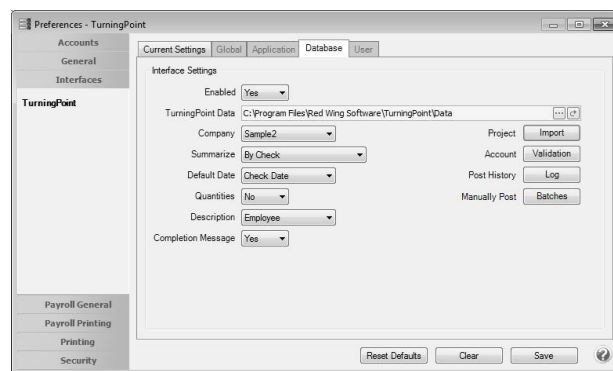 Preferences - TurningPoint
Accounts
General
Interfaces
TurningPoint
Payroll General
Payroll Printing
Printing
Security
Current Settings Global Application Database User
Interface Settings
Enabled Yes
TurningPoint Data C:\Program Files\Red Wing Software\TurningPoint\Data ...
Company Sample2 Project Import
Summarize By Check Account Validation
Default Date Check Date Post History Log
Quantities No Manually Post Batches
Description Employee
Completion Message Yes
Reset Defaults Clear Save ?